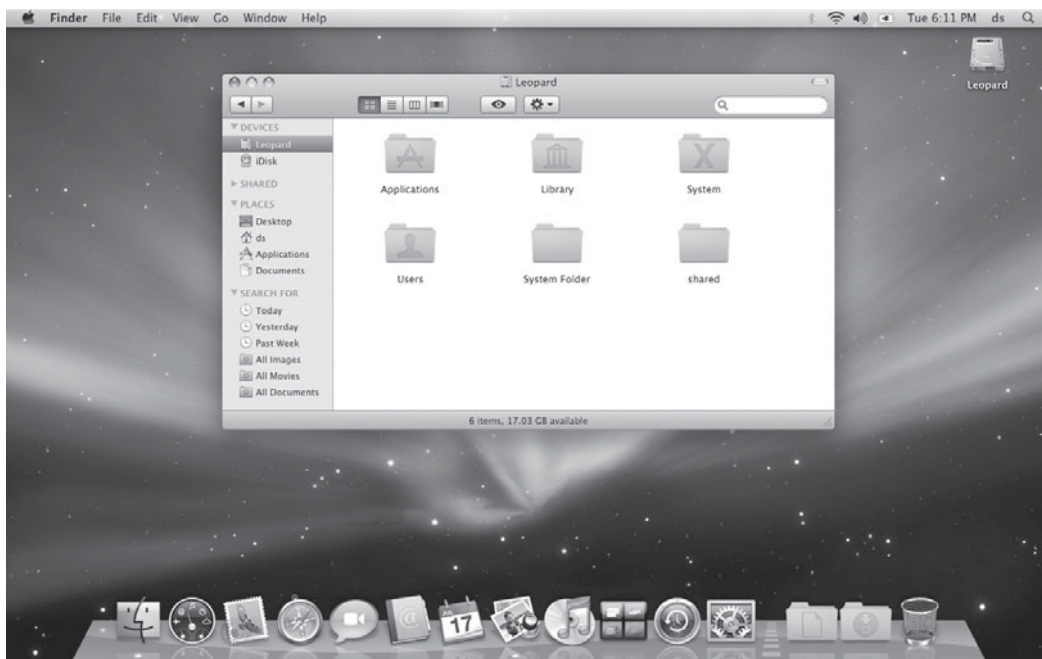 Finder File Edit View Go Window Help
Tue 6:11 PM ds
Leopard
Leopard
DEVICES
Leopard
iDisk
SHARED
PLACES
Desktop
ds
Applications
Documents
SEARCH FOR
Today
Yesterday
Past Week
All Images
All Movies
All Documents
Applications Library System
Users System Folder shared
6 items, 17.03 GB available
17